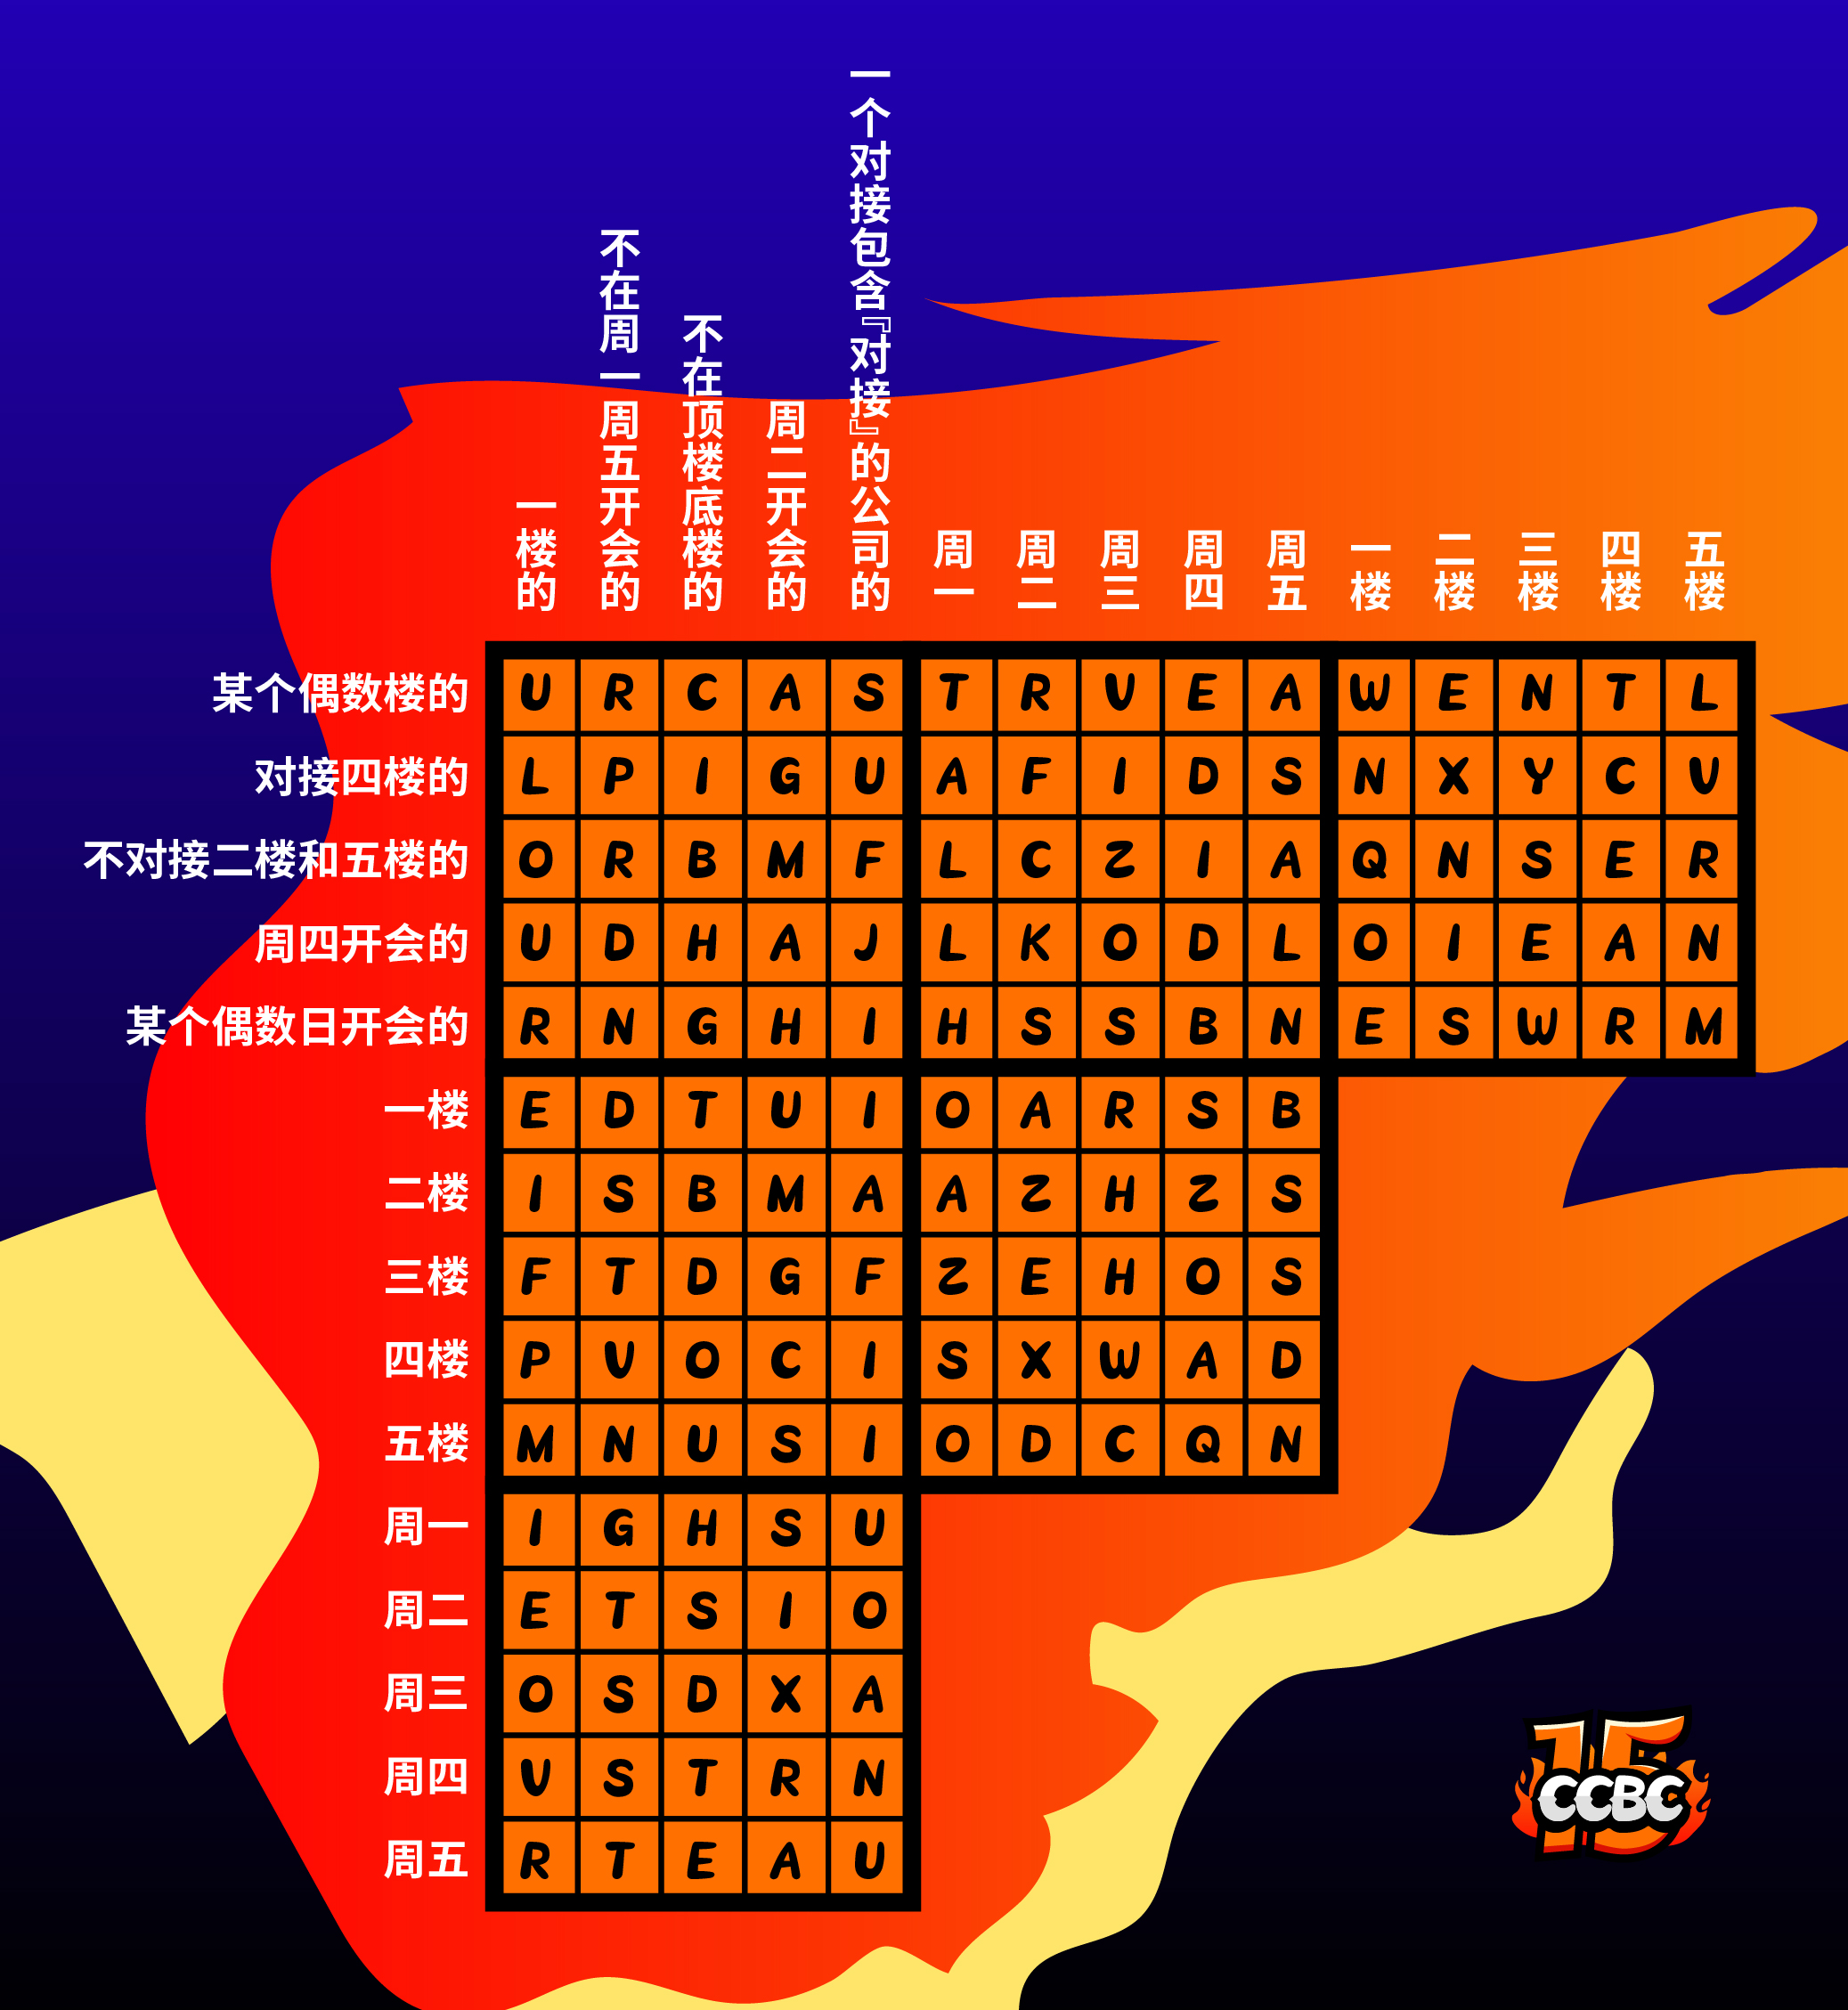 一楼的
不在周一周五开会的
不在顶楼底楼的
周二开会的
一个对接包含『对接』的公司的
周一
周二
周三
周四
周五
一楼
二楼
三楼
四楼
五楼
某个偶数楼的 U R C A S T R V E A W E N T L
对接四楼的 L P I G U A F I D S N X Y C V
不对接二楼和五楼的 O R B M F L C Z I A Q N S E R
周四开会的 U D H A J L K O D L O I E A N
某个偶数日开会的 R N G H I H S S B N E S W R M
一楼 E D T U I O A R S B
二楼 I S B M A A Z H Z S
三楼 F T D G F Z E H O S
四楼 P V O C I S X W A D
五楼 M N U S I O D C Q N
周一 I G H S U
周二 E T S I O
周三 O S D X A
周四 V S T R N
周五 R T E A U
15
CCBC